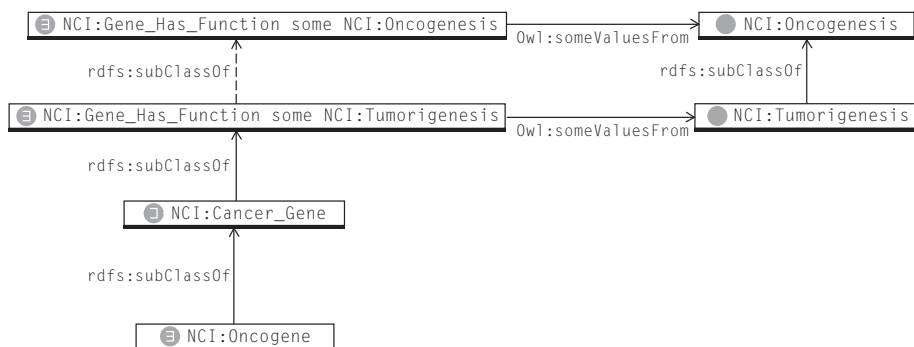 ∃ NCI:Gene_Has_Function some NCI:Oncogenesis
Owl:someValuesFrom
NCI:Oncogenesis
rdfs:subClassOf
rdfs:subClassOf
∃ NCI:Gene_Has_Function some NCI:Tumorigenesis
Owl:someValuesFrom
NCI:Tumorigenesis
rdfs:subClassOf
⊐ NCI:Cancer_Gene
rdfs:subClassOf
∃ NCI:Oncogene